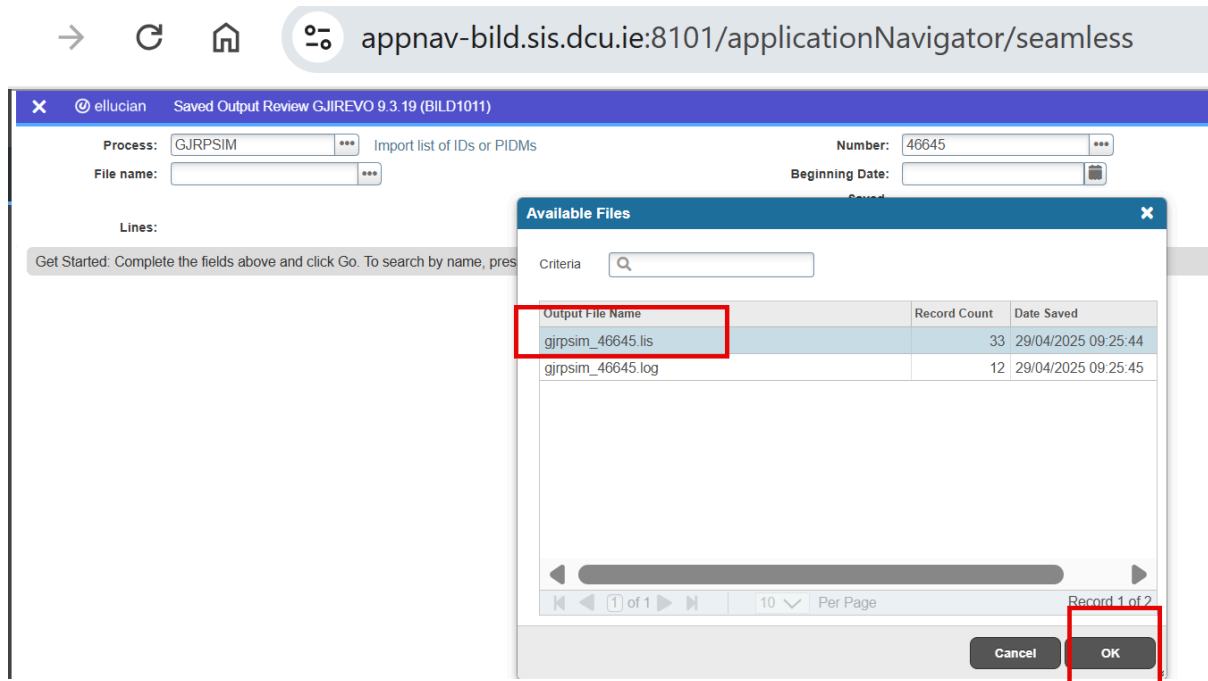 appnav-bild.sis.dcu.ie:8101/applicationNavigator/seamless
ellucian Saved Output Review GJIREVO 9.3.19 (BILD1011)
Process: GJRPSIM ... Import list of IDs or PIDMs Number: 46645 ...
File name: ... Beginning Date:
Lines:
Get Started: Complete the fields above and click Go. To search by name, pres
Available Files
Criteria
Output File Name Record Count Date Saved
gjrpsim_46645.lis 33 29/04/2025 09:25:44
gjrpsim_46645.log 12 29/04/2025 09:25:45
1 of 1 10 Per Page Record 1 of 2
Cancel OK